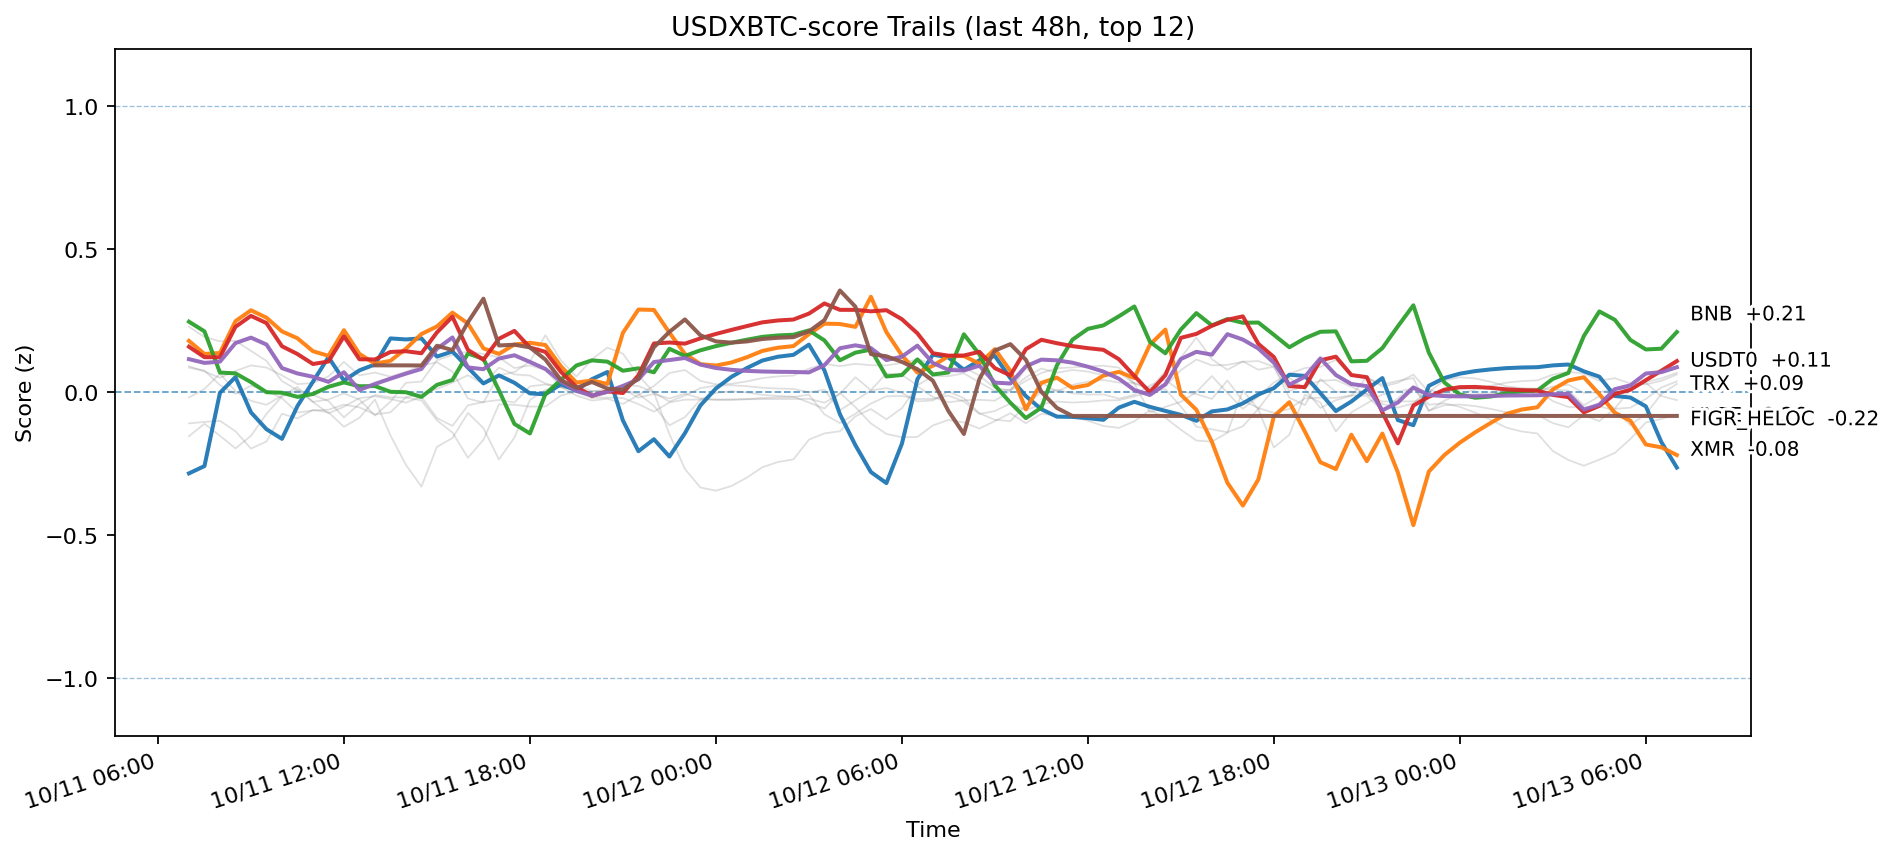 USDXBTC-score Trails (last 48h, top 12)
Score (z)
1.0
0.5
0.0
−0.5
−1.0
BNB +0.21
USDT0 +0.11
TRX +0.09
FIGR_HELOC -0.22
XMR -0.08
10/11 06:00
10/11 12:00
10/11 18:00
10/12 00:00
10/12 06:00
10/12 12:00
10/12 18:00
10/13 00:00
10/13 06:00
Time